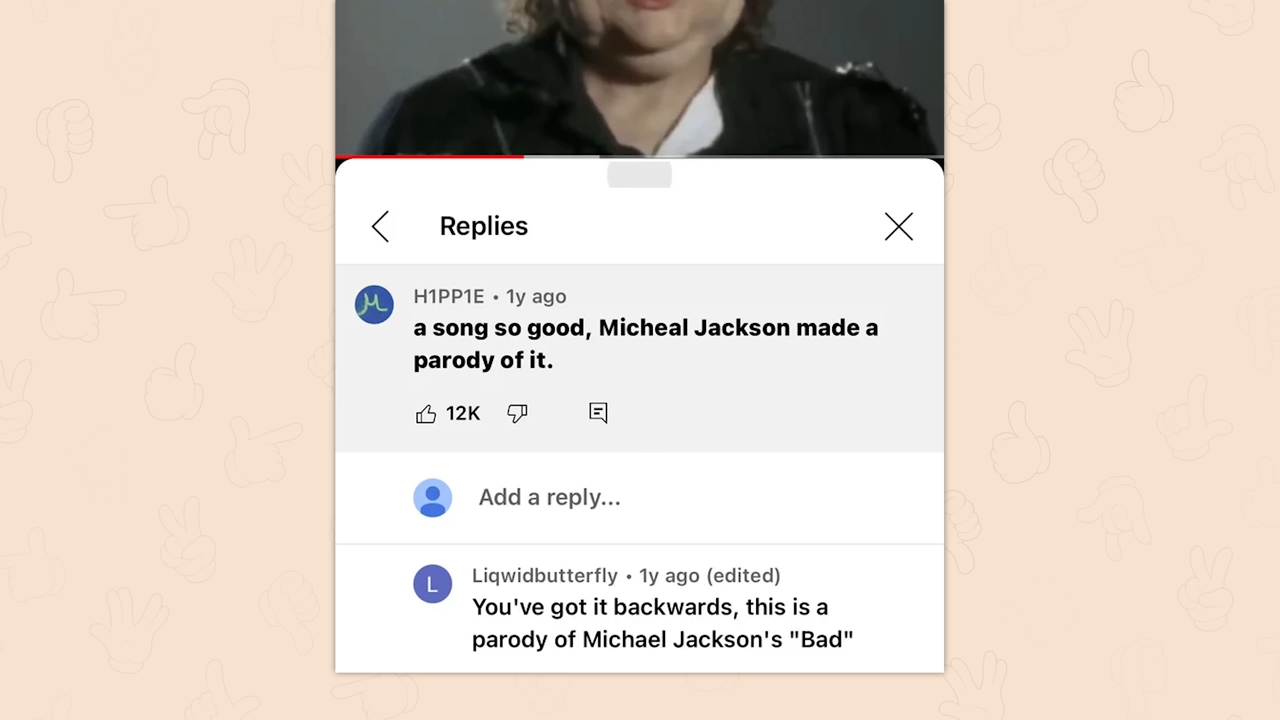 Replies
H1PP1E • 1y ago
a song so good, Micheal Jackson made a
parody of it.
12K
Add a reply...
L
Liqwidbutterfly • 1y ago (edited)
You've got it backwards, this is a
parody of Michael Jackson's "Bad"